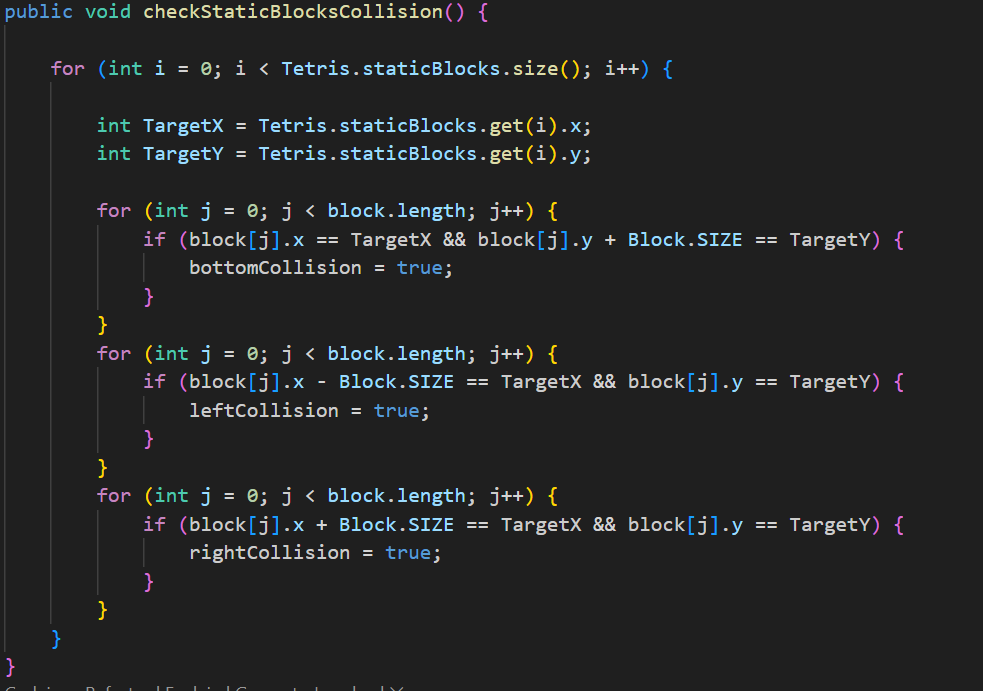 public void checkStaticBlocksCollision() {
for (int i = 0; i < Tetris.staticBlocks.size(); i++) {
int TargetX = Tetris.staticBlocks.get(i).x;
int TargetY = Tetris.staticBlocks.get(i).y;
for (int j = 0; j < block.length; j++) {
if (block[j].x == TargetX && block[j].y + Block.SIZE == TargetY) {
bottomCollision = true;
}
}
for (int j = 0; j < block.length; j++) {
if (block[j].x - Block.SIZE == TargetX && block[j].y == TargetY) {
leftCollision = true;
}
}
for (int j = 0; j < block.length; j++) {
if (block[j].x + Block.SIZE == TargetX && block[j].y == TargetY) {
rightCollision = true;
}
}
}
}